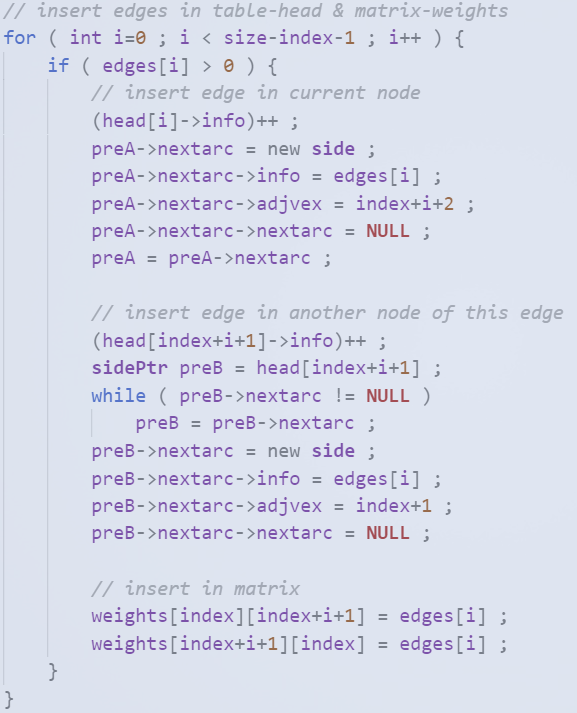 // insert edges in table-head & matrix-weights
for ( int i=0 ; i < size-index-1 ; i++ ) {
    if ( edges[i] > 0 ) {
        // insert edge in current node
        (head[i]->info)++ ;
        preA->nextarc = new side ;
        preA->nextarc->info = edges[i] ;
        preA->nextarc->adjvex = index+i+2 ;
        preA->nextarc->nextarc = NULL ;
        preA = preA->nextarc ;

        // insert edge in another node of this edge
        (head[index+i+1]->info)++ ;
        sidePtr preB = head[index+i+1] ;
        while ( preB->nextarc != NULL )
            preB = preB->nextarc ;
        preB->nextarc = new side ;
        preB->nextarc->info = edges[i] ;
        preB->nextarc->adjvex = index+1 ;
        preB->nextarc->nextarc = NULL ;

        // insert in matrix
        weights[index][index+i+1] = edges[i] ;
        weights[index+i+1][index] = edges[i] ;
    }
}